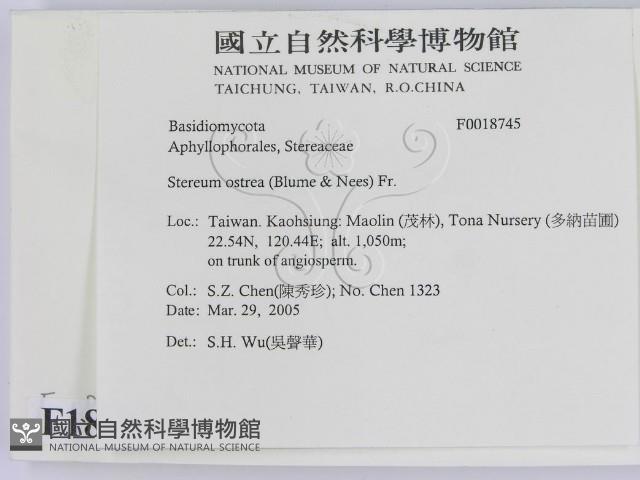 國立自然科學博物館
NATIONAL MUSEUM OF NATURAL SCIENCE
TAICHUNG, TAIWAN, R.O.CHINA
Basidiomycota F0018745
Aphyllophorales, Stereaceae
Stereum ostrea (Blume & Nees) Fr.
Loc.: Taiwan. Kaohsiung: Maolin (茂林), Tona Nursery (多納苗圃)
22.54N, 120.44E; alt. 1,050m;
on trunk of angiosperm.
Col.: S.Z. Chen(陳秀珍); No. Chen 1323
Date: Mar. 29, 2005
Det.: S.H. Wu(吳聲華)
F18
國立自然科學博物館
NATIONAL MUSEUM OF NATURAL SCIENCE